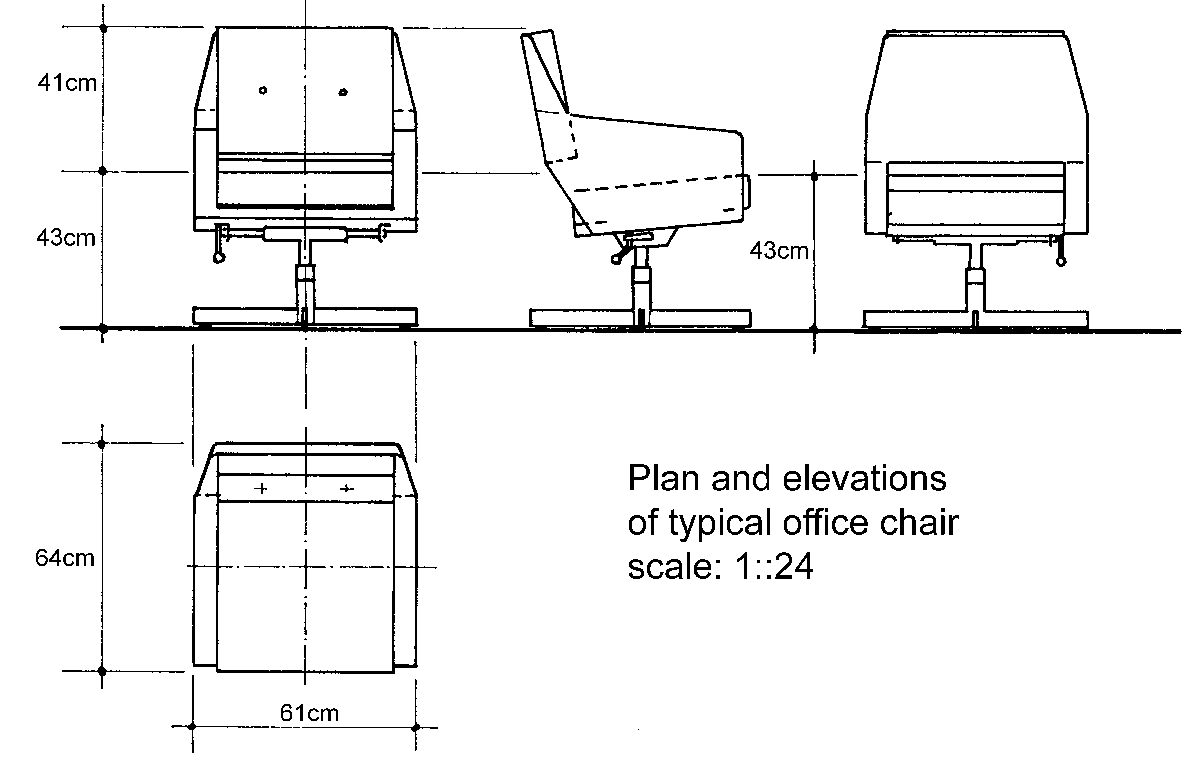 41cm
43cm
43cm
64cm
61cm
Plan and elevations
of typical office chair
scale: 1::24